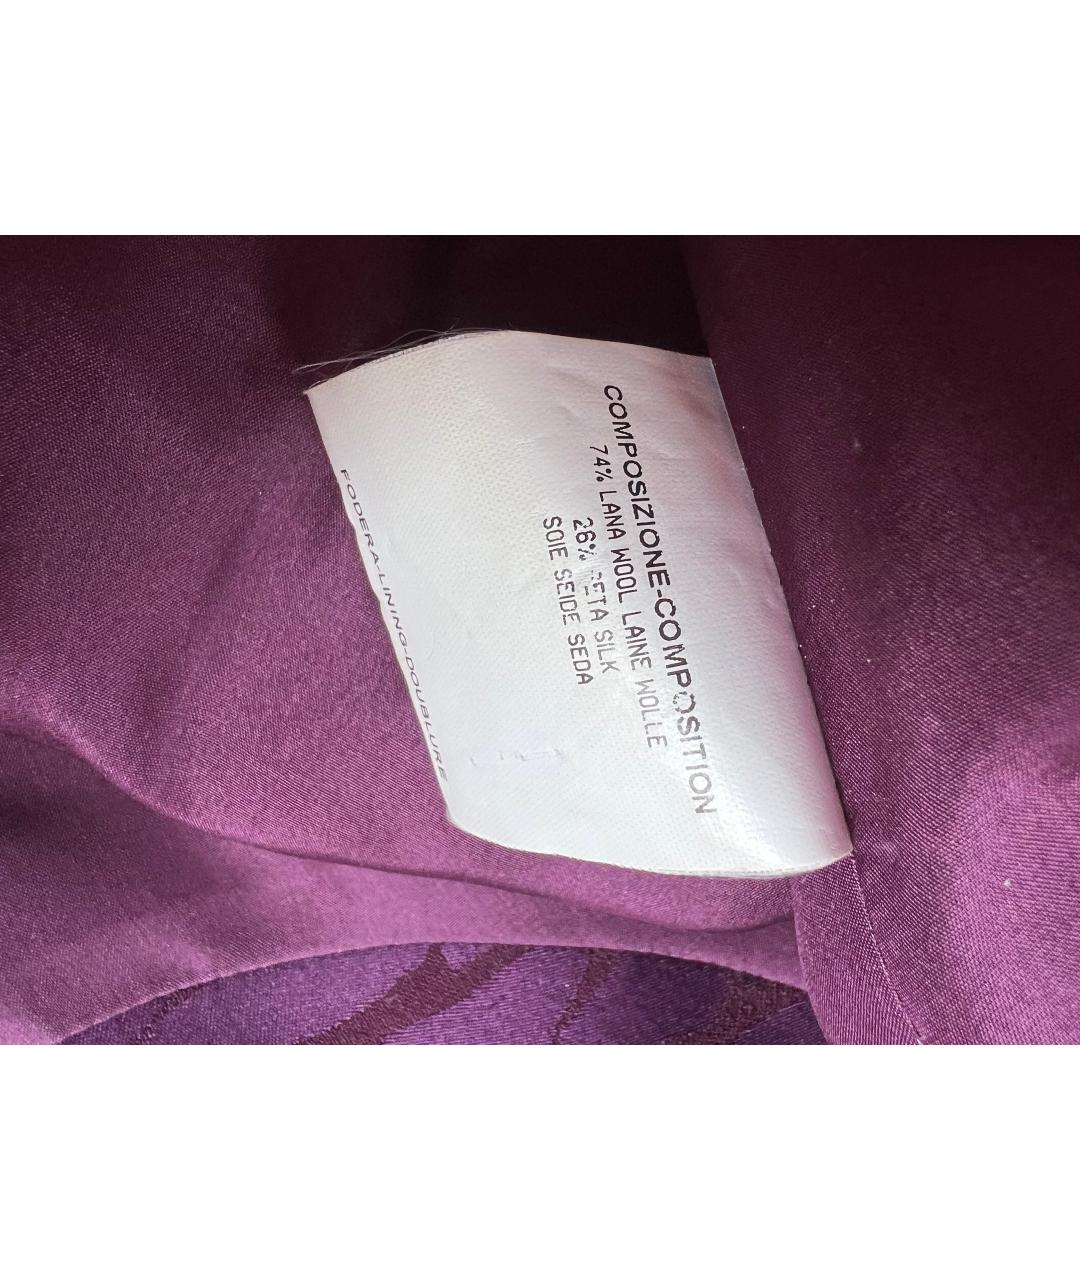 COMPOSIZIONE-COMPOSITION
74% LANA WOOL LAINE WOLLE
26% SETA SILK
SOIE SEIDE SEDA
FODERA-LINING-DOUBLURE